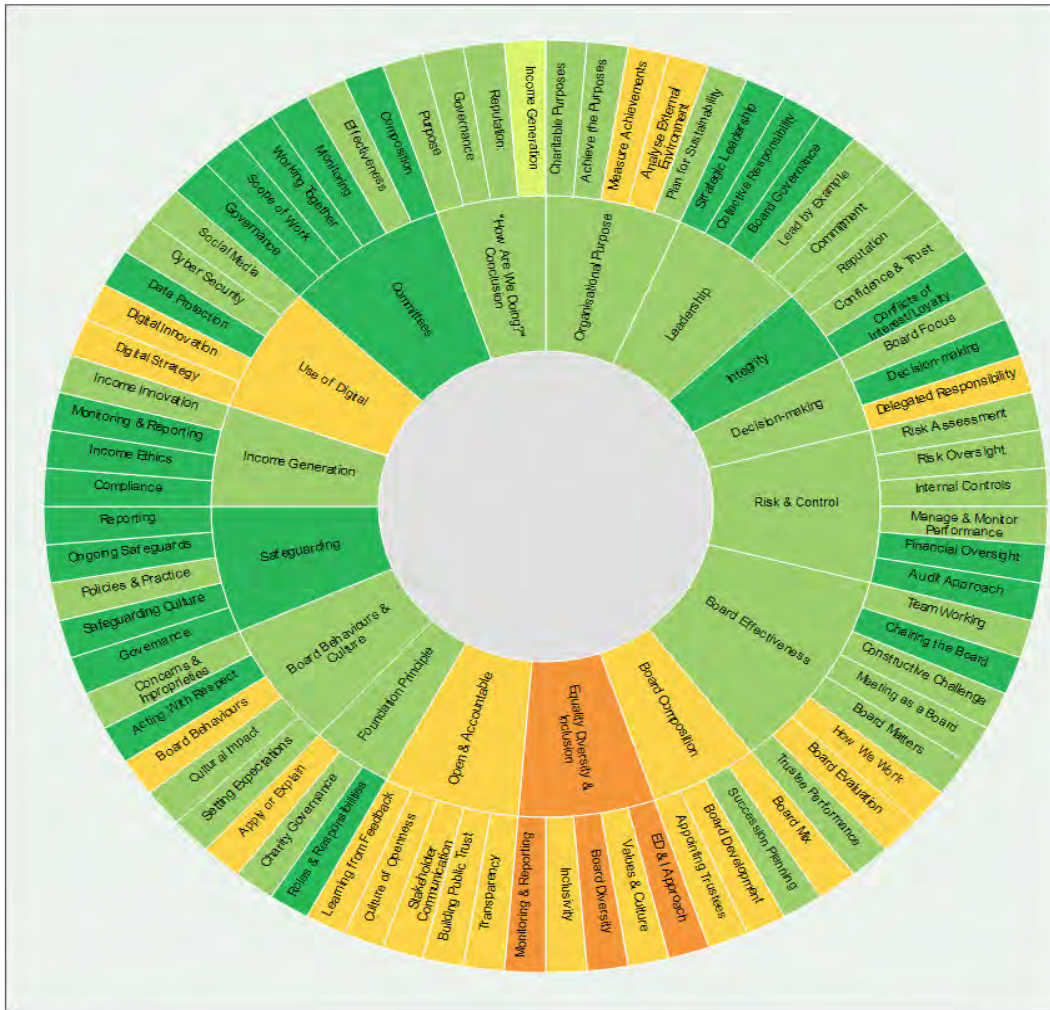 Charitable Purposes
Achieve the Purposes
Measure Achievements
Analyse External
Environment
Plan for Sustainability
Strategic Leadership
Collective Responsibility
Board Governance
Lead by Example
Commitment
Reputation
Confidence & Trust
Conflicts of
Interest/Loyalty
Board Focus
Decision-making
Delegated Responsibility
Risk Assessment
Risk Oversight
Internal Controls
Manage & Monitor
Performance
Financial Oversight
Audit Approach
Team Working
Chairing the Board
Constructive Challenge
Meeting as a Board
Board Matters
How We Work
Board Evaluation
Trustee Performance
Board Mix
Succession Planning
Board Development
Appointing Trustees
ED & I Approach
Values & Culture
Board Diversity
Inclusivity
Monitoring & Reporting
Transparency
Building Public Trust
Stakeholder
Communication
Culture of Openness
Learning from Feedback
Roles & Responsibilities
Charity Governance
Apply or Explain
Setting Expectations
Cultural Impact
Board Behaviours
Acting With Respect
Concerns &
Improprieties
Governance
Safeguarding Culture
Policies & Practice
Ongoing Safeguards
Reporting
Compliance
Income Ethics
Monitoring & Reporting
Income Innovation
Digital Strategy
Digital Innovation
Data Protection
Cyber Security
Social Media
Governance
Scope of Work
Working Together
Monitoring
Effectiveness
Composition
Purpose
Governance
Reputation:
Income Generation
Organisational Purpose
Leadership
Integrity
Decision-making
Risk & Control
Board Effectiveness
Board Composition
Equality Diversity &
Inclusion
Open & Accountable
Foundation Principle
Board Behaviours &
Culture
Safeguarding
Income Generation
Use of Digital
Committees
"How Are We Doing?"
Conclusion